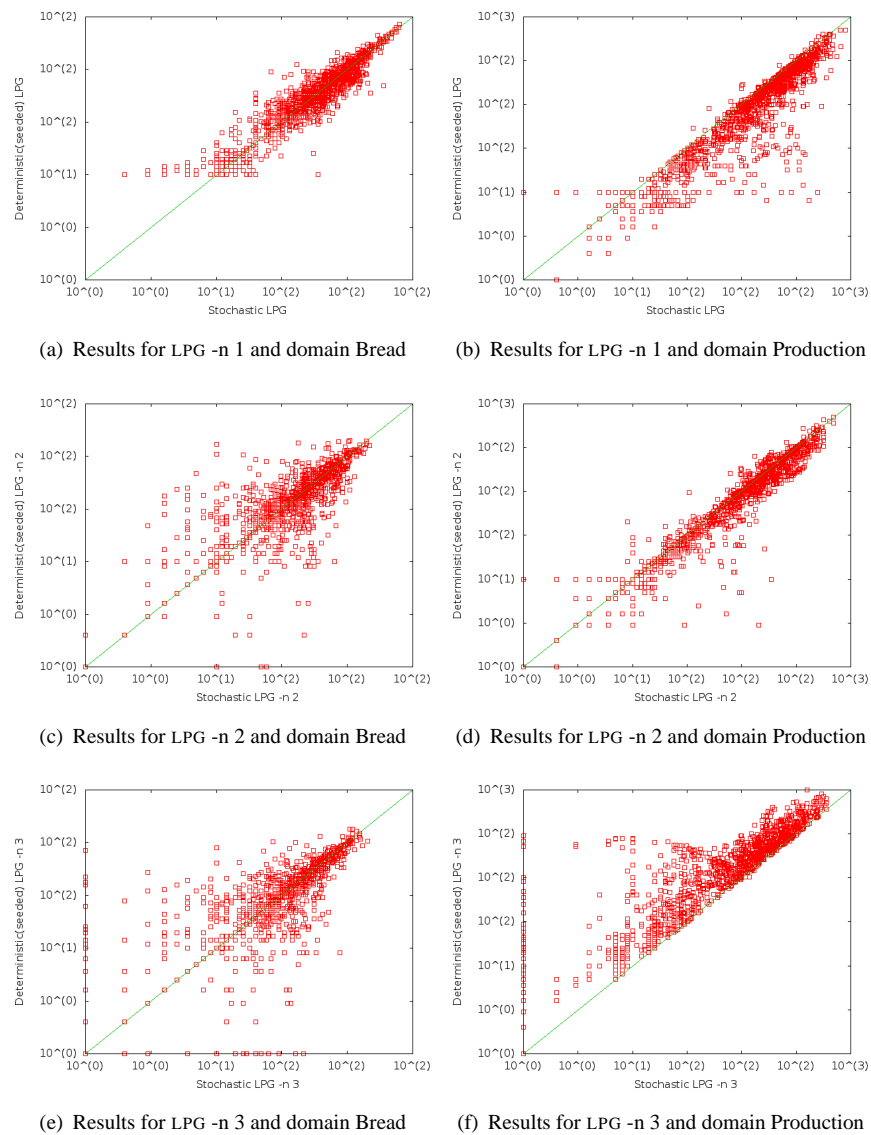 10^(2)
10^(2)
10^(2)
10^(1)
10^(0)
10^(0)
Deterministic(seeded) LPG
10^(0) 10^(0) 10^(1) 10^(2) 10^(2) 10^(2)
Stochastic LPG
(a) Results for LPG -n 1 and domain Bread
10^(3)
10^(2)
10^(2)
10^(2)
10^(1)
10^(0)
10^(0)
Deterministic(seeded) LPG
10^(0) 10^(0) 10^(1) 10^(2) 10^(2) 10^(2) 10^(3)
Stochastic LPG
(b) Results for LPG -n 1 and domain Production
10^(2)
10^(2)
10^(2)
10^(1)
10^(0)
10^(0)
Deterministic(seeded) LPG -n 2
10^(0) 10^(0) 10^(1) 10^(2) 10^(2) 10^(2)
Stochastic LPG -n 2
(c) Results for LPG -n 2 and domain Bread
10^(3)
10^(2)
10^(2)
10^(2)
10^(1)
10^(0)
10^(0)
Deterministic(seeded) LPG -n 2
10^(0) 10^(0) 10^(1) 10^(2) 10^(2) 10^(2) 10^(3)
Stochastic LPG -n 2
(d) Results for LPG -n 2 and domain Production
10^(2)
10^(2)
10^(2)
10^(1)
10^(0)
10^(0)
Deterministic(seeded) LPG -n 3
10^(0) 10^(0) 10^(1) 10^(2) 10^(2) 10^(2)
Stochastic LPG -n 3
(e) Results for LPG -n 3 and domain Bread
10^(3)
10^(2)
10^(2)
10^(2)
10^(1)
10^(0)
10^(0)
Deterministic(seeded) LPG -n 3
10^(0) 10^(0) 10^(1) 10^(2) 10^(2) 10^(2) 10^(3)
Stochastic LPG -n 3
(f) Results for LPG -n 3 and domain Production